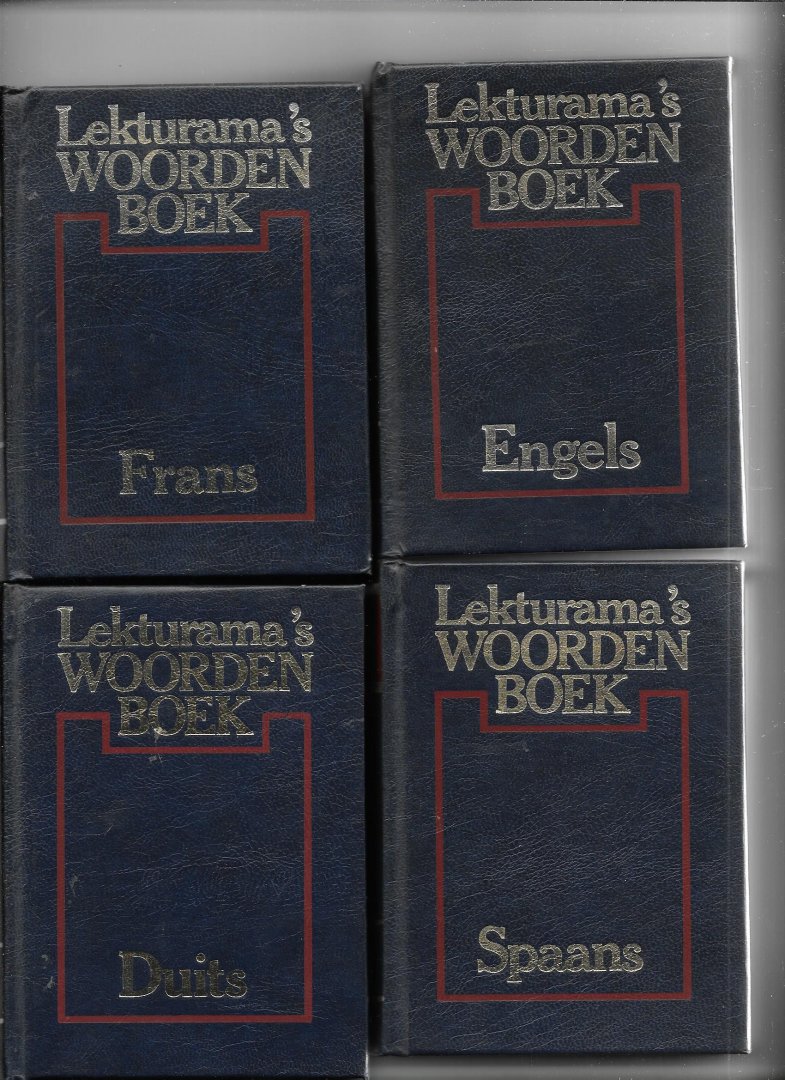 Lekturama's
WOORDEN
BOEK
Frans
Lekturama's
WOORDEN
BOEK
Engels
Lekturama's
WOORDEN
BOEK
Duits
Lekturama's
WOORDEN
BOEK
Spaans